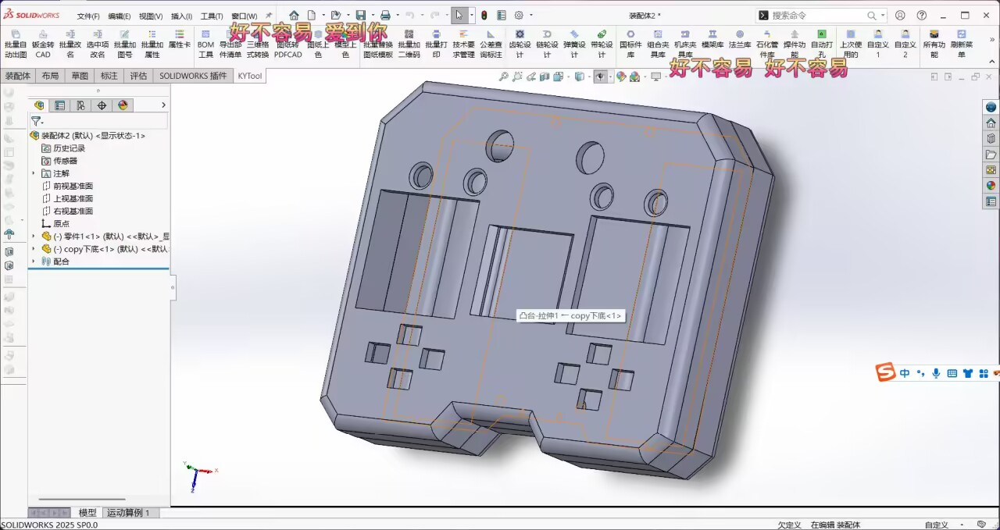 SOLIDWORKS 文件(F) 编辑(E) 视图(V) 插入(I) 工具(T) 窗口(W) 装配体2 * 搜索命令
好不容易 爱到你
批量自动出图 钣金转CAD 批量改名 选中项改名 批量加图号 批量加属性 属性卡 BOM工具 导出部件清单 三维格式转换 图纸转PDFCAD 图纸上色 模型上色 批量替换图纸模板 批量加二维码 批量打印 技术要求管理 公差查询标注 齿轮设计 链轮设计 弹簧设计 带轮设计 国标件库 组合夹具库 机床夹具库 模架库 法兰库 石化管件库 焊件功能 自动打孔 上次使用的 自定义1 自定义2 所有功能 刷新菜单
好不容易 好不容易
装配体 布局 草图 标注 评估 SOLIDWORKS 插件 KYTool
装配体2 (默认) <显示状态-1>
历史记录
传感器
注解
前视基准面
上视基准面
右视基准面
原点
(-) 零件1<1> (默认) <<默认>_显
(-) copy下底<1> (默认) <<默认
配合
凸台-拉伸1 ← copy下底<1>
中
X
Y
Z
模型 运动算例 1
SOLIDWORKS 2025 SP0.0 欠定义 在编辑 装配体 自定义